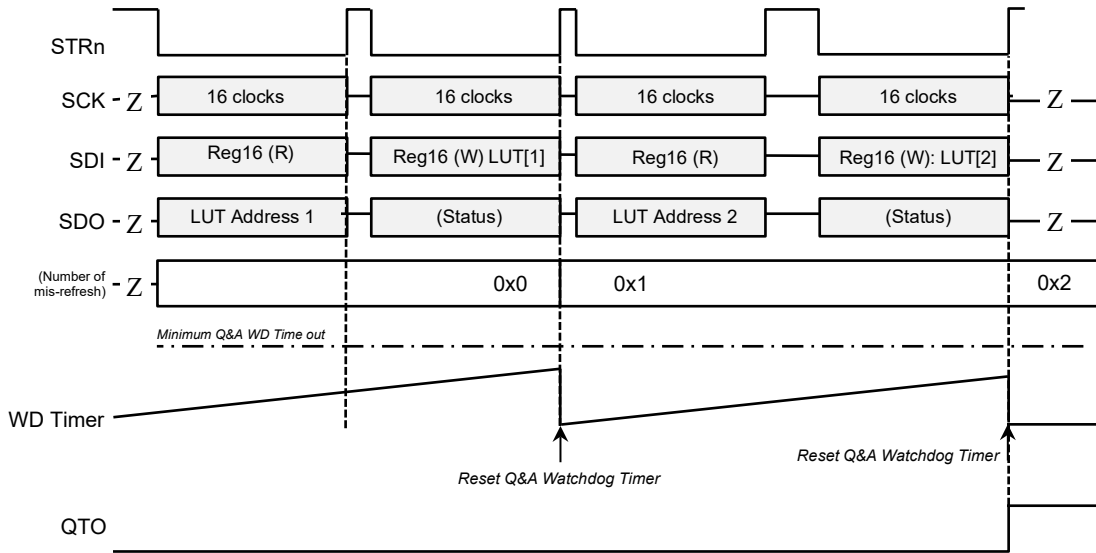 STRn
SCK Z 16 clocks 16 clocks 16 clocks 16 clocks Z
SDI Z Reg16 (R) Reg16 (W) LUT[1] Reg16 (R) Reg16 (W): LUT[2] Z
SDO Z LUT Address 1 (Status) LUT Address 2 (Status) Z
(Number of
mis-refresh) Z 0x0 0x1 0x2
Minimum Q&A WD Time out
WD Timer
Reset Q&A Watchdog Timer
Reset Q&A Watchdog Timer
QTO